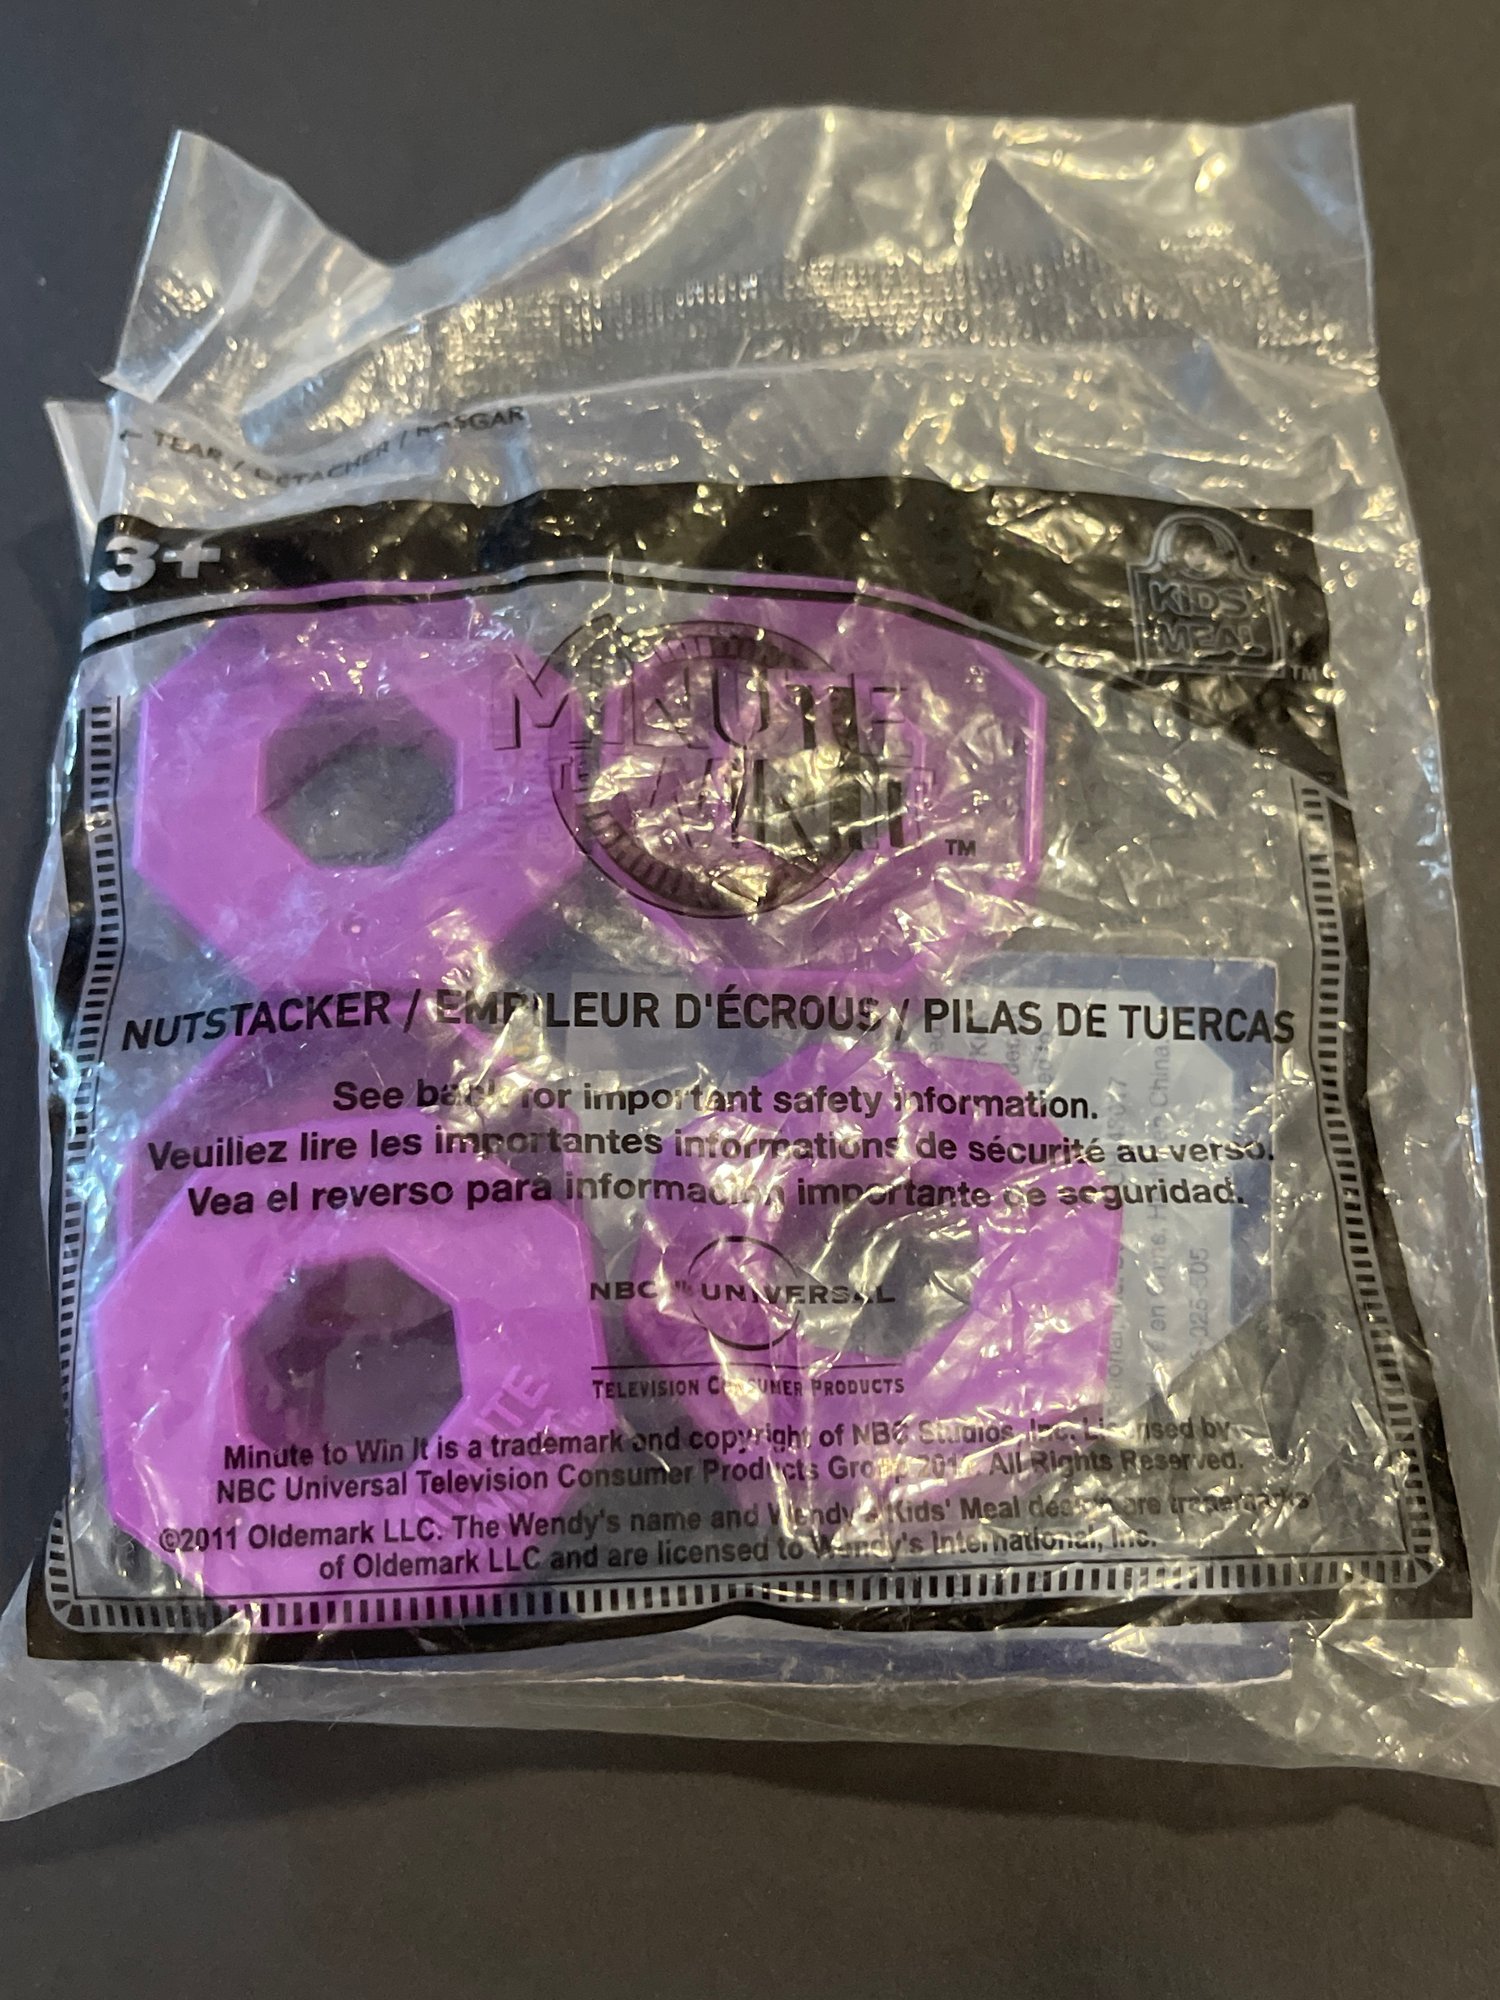 ← TEAR / DETACHER / RASGAR
3+
KIDS
MEAL
TM
MINUTE
TO WIN IT
TM
NUTSTACKER / EMPILEUR D'ÉCROUS / PILAS DE TUERCAS
See back for important safety information.
Veuillez lire les importantes informations de sécurité au verso.
Vea el reverso para información importante de seguridad.
NBC UNIVERSAL
TELEVISION CONSUMER PRODUCTS
Minute to Win It is a trademark and copyright of NBC Studios, Inc. Licensed by
NBC Universal Television Consumer Products Group 2011. All Rights Reserved.
©2011 Oldemark LLC. The Wendy's name and Wendy's Kids' Meal design are trademarks
of Oldemark LLC and are licensed to Wendy's International, Inc.